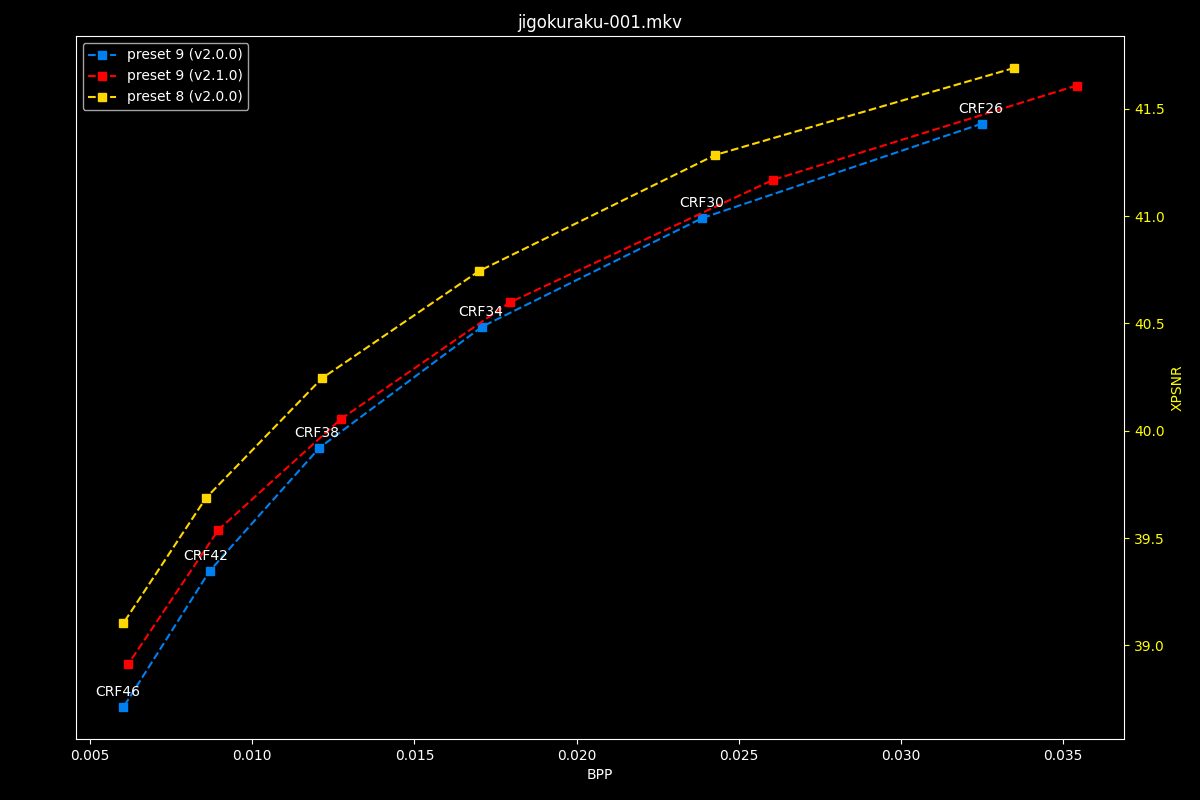 jigokuraku-001.mkv
preset 9 (v2.0.0)
preset 9 (v2.1.0)
preset 8 (v2.0.0)
CRF26
41.5
41.0
CRF30
CRF34
40.5
XPSNR
40.0
CRF38
39.5
CRF42
39.0
CRF46
0.005 0.010 0.015 0.020 0.025 0.030 0.035
BPP